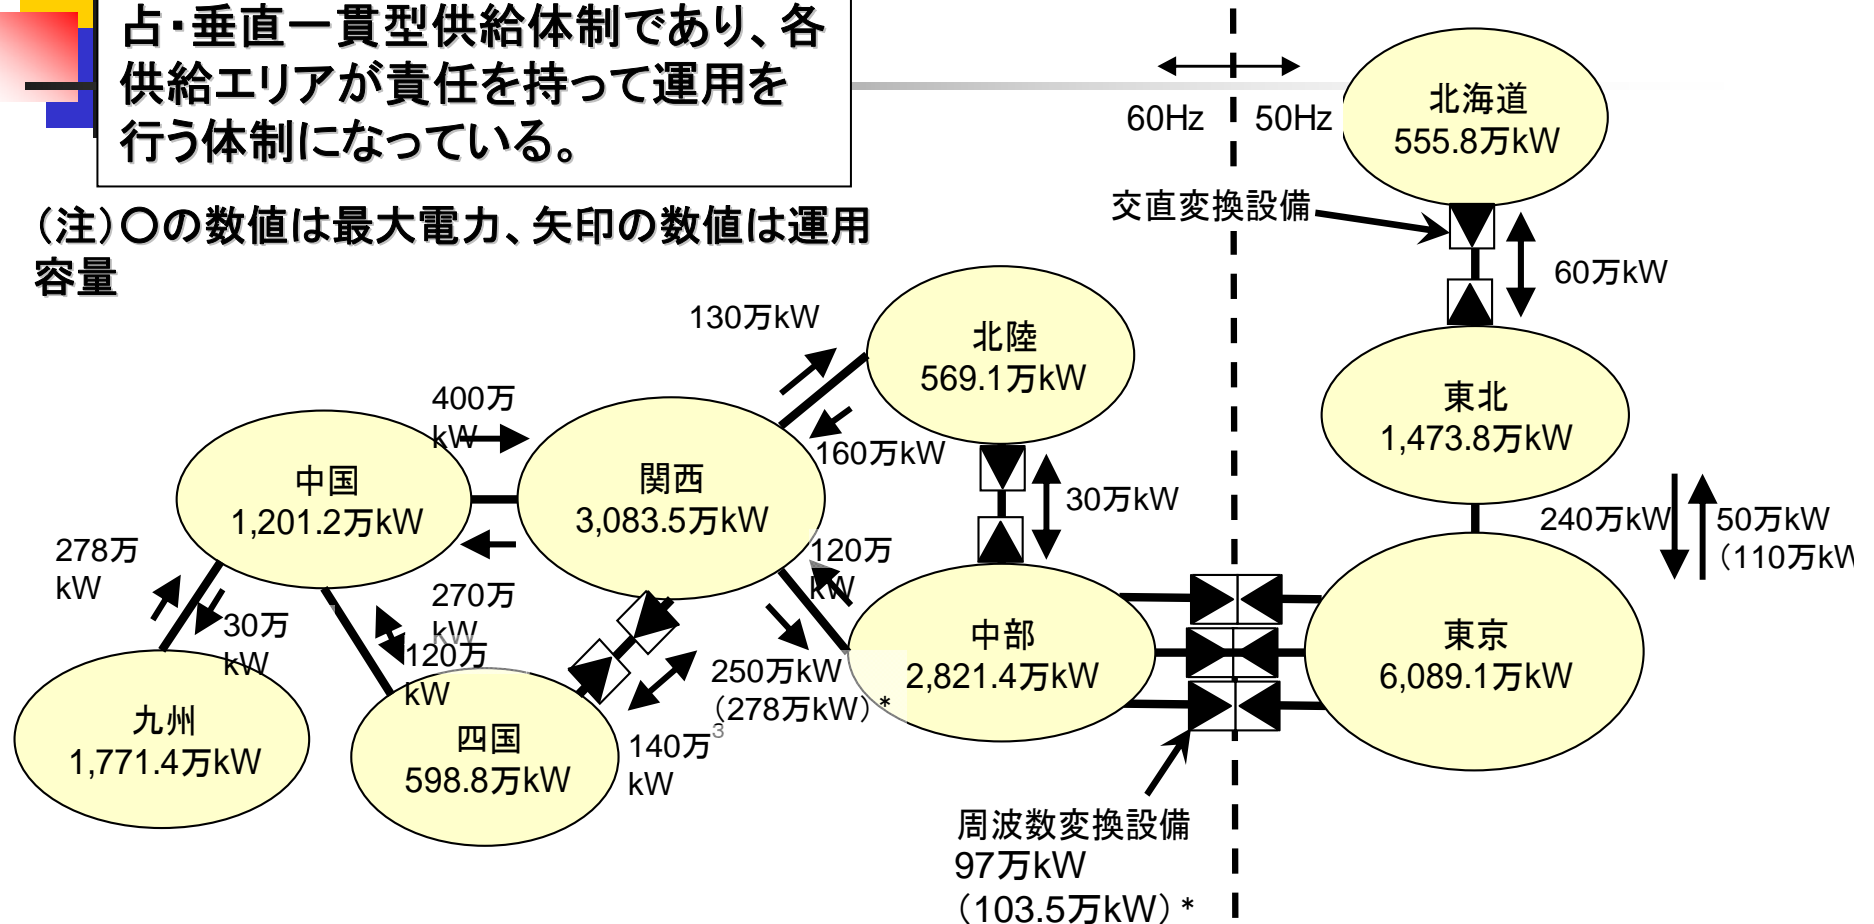 占・垂直一貫型供給体制であり、各
供給エリアが責任を持って運用を
行う体制になっている。
(注)○の数値は最大電力、矢印の数値は運用
容量
60Hz
50Hz
北海道
555.8万kW
交直変換設備
60万kW
130万kW
北陸
569.1万kW
東北
1,473.8万kW
400万
kW
160万kW
中国
1,201.2万kW
関西
3,083.5万kW
30万kW
240万kW
50万kW
(110万kW
278万
kW
120万
kW
270万
kW
30万
kW
120万
kW
中部
2,821.4万kW
東京
6,089.1万kW
250万kW
(278万kW)*
3
九州
1,771.4万kW
四国
598.8万kW
140万
kW
周波数変換設備
97万kW
(103.5万kW)*